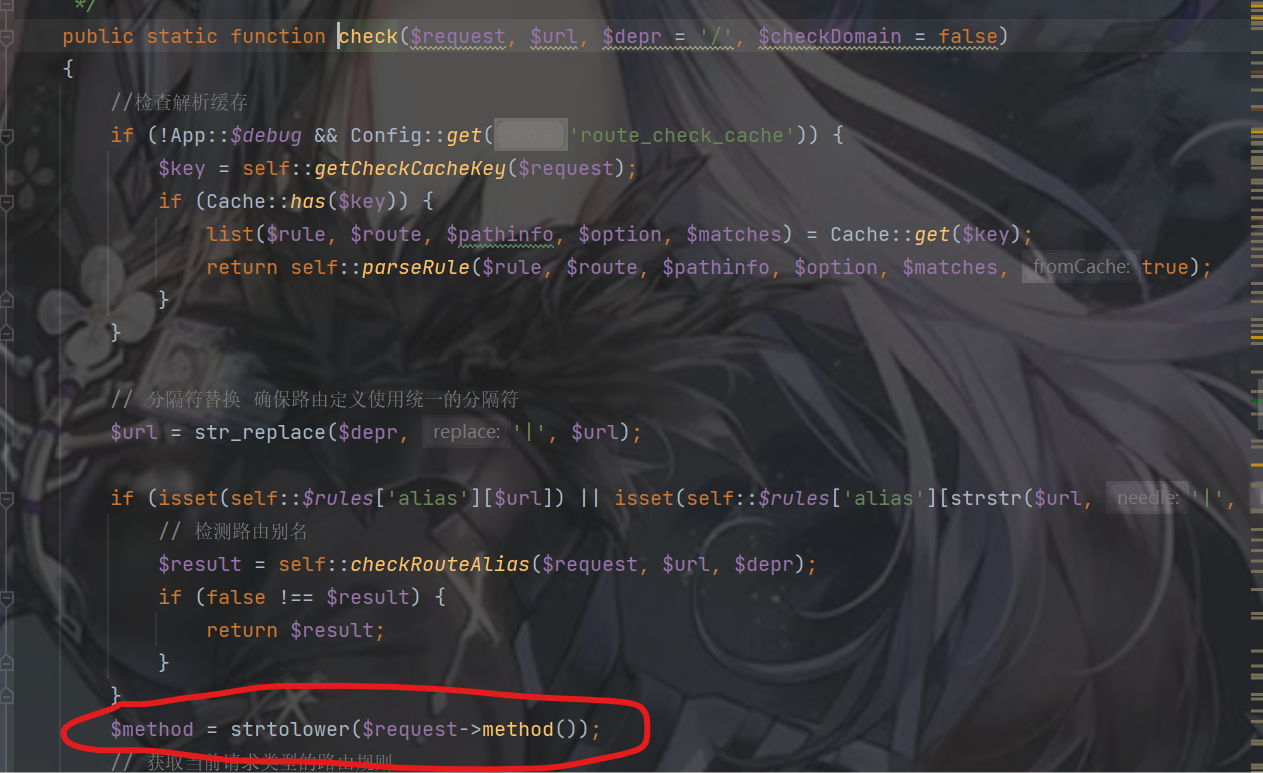 */
public static function check($request, $url, $depr = '/', $checkDomain = false)
{
//检查解析缓存
if (!App::$debug && Config::get( 'route_check_cache')) {
$key = self::getCheckCacheKey($request);
if (Cache::has($key)) {
list($rule, $route, $pathinfo, $option, $matches) = Cache::get($key);
return self::parseRule($rule, $route, $pathinfo, $option, $matches, fromCache: true);
}
}
// 分隔符替换 确保路由定义使用统一的分隔符
$url = str_replace($depr, replace: '|', $url);
if (isset(self::$rules['alias'][$url]) || isset(self::$rules['alias'][strstr($url, needle: '|',
// 检测路由别名
$result = self::checkRouteAlias($request, $url, $depr);
if (false !== $result) {
return $result;
}
}
$method = strtolower($request->method());
// 获取当前请求类型的路由规则